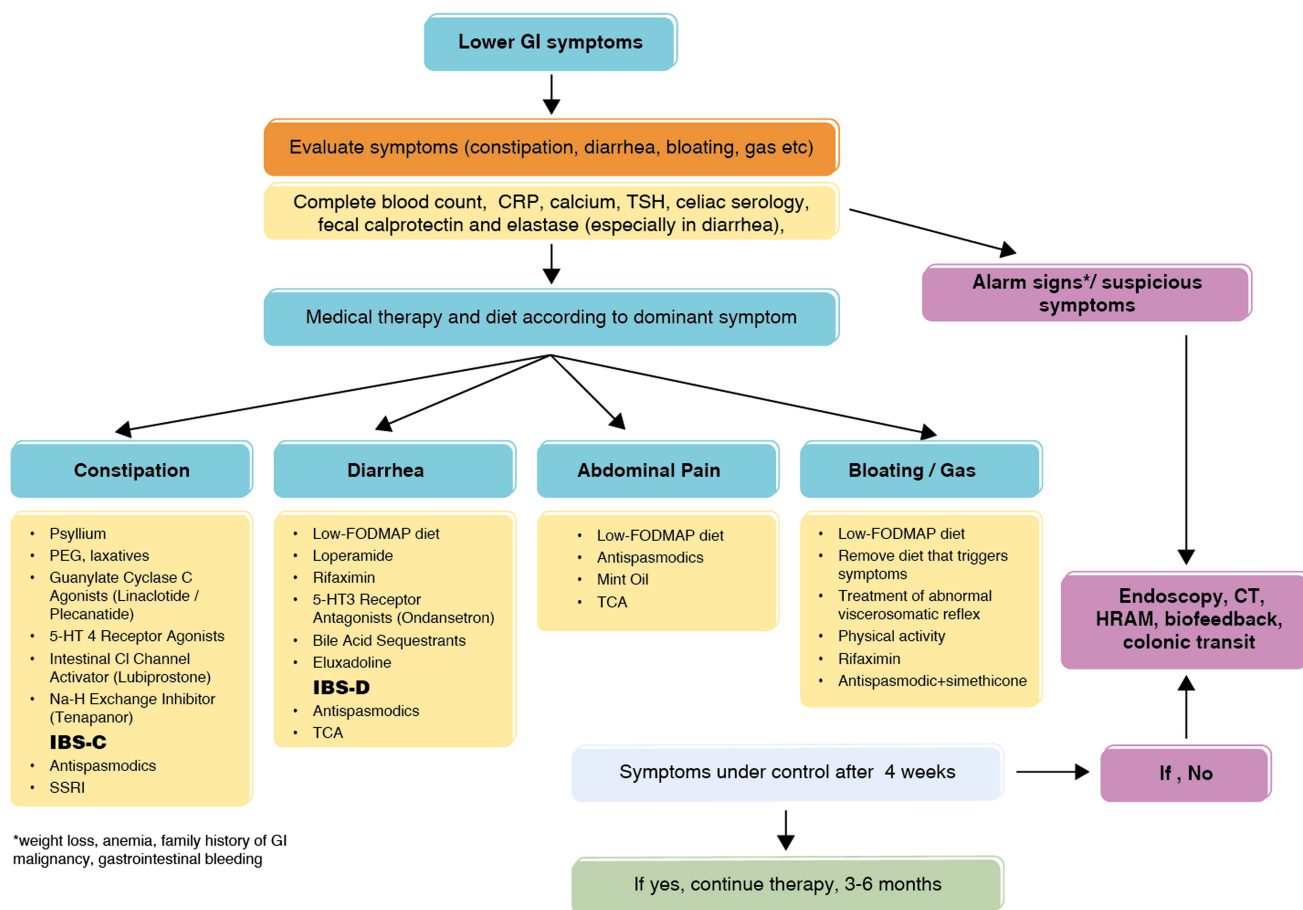 Lower GI symptoms
Evaluate symptoms (constipation, diarrhea, bloating, gas etc)
Complete blood count, CRP, calcium, TSH, celiac serology,
fecal calprotectin and elastase (especially in diarrhea),
Alarm signs*/ suspicious
symptoms
Medical therapy and diet according to dominant symptom
Constipation
• Psyllium
• PEG, laxatives
• Guanylate Cyclase C
Agonists (Linaclotide /
Plecanatide)
• 5-HT 4 Receptor Agonists
• Intestinal Cl Channel
Activator (Lubiprostone)
• Na-H Exchange Inhibitor
(Tenapanor)
IBS-C
• Antispasmodics
• SSRI
Diarrhea
• Low-FODMAP diet
• Loperamide
• Rifaximin
• 5-HT3 Receptor
Antagonists (Ondansetron)
• Bile Acid Sequestrants
• Eluxadoline
IBS-D
• Antispasmodics
• TCA
Abdominal Pain
• Low-FODMAP diet
• Antispasmodics
• Mint Oil
• TCA
Bloating / Gas
• Low-FODMAP diet
• Remove diet that triggers
symptoms
• Treatment of abnormal
viscerosomatic reflex
• Physical activity
• Rifaximin
• Antispasmodic+simethicone
Endoscopy, CT,
HRAM, biofeedback,
colonic transit
Symptoms under control after 4 weeks
If , No
If yes, continue therapy, 3-6 months
*weight loss, anemia, family history of GI
malignancy, gastrointestinal bleeding